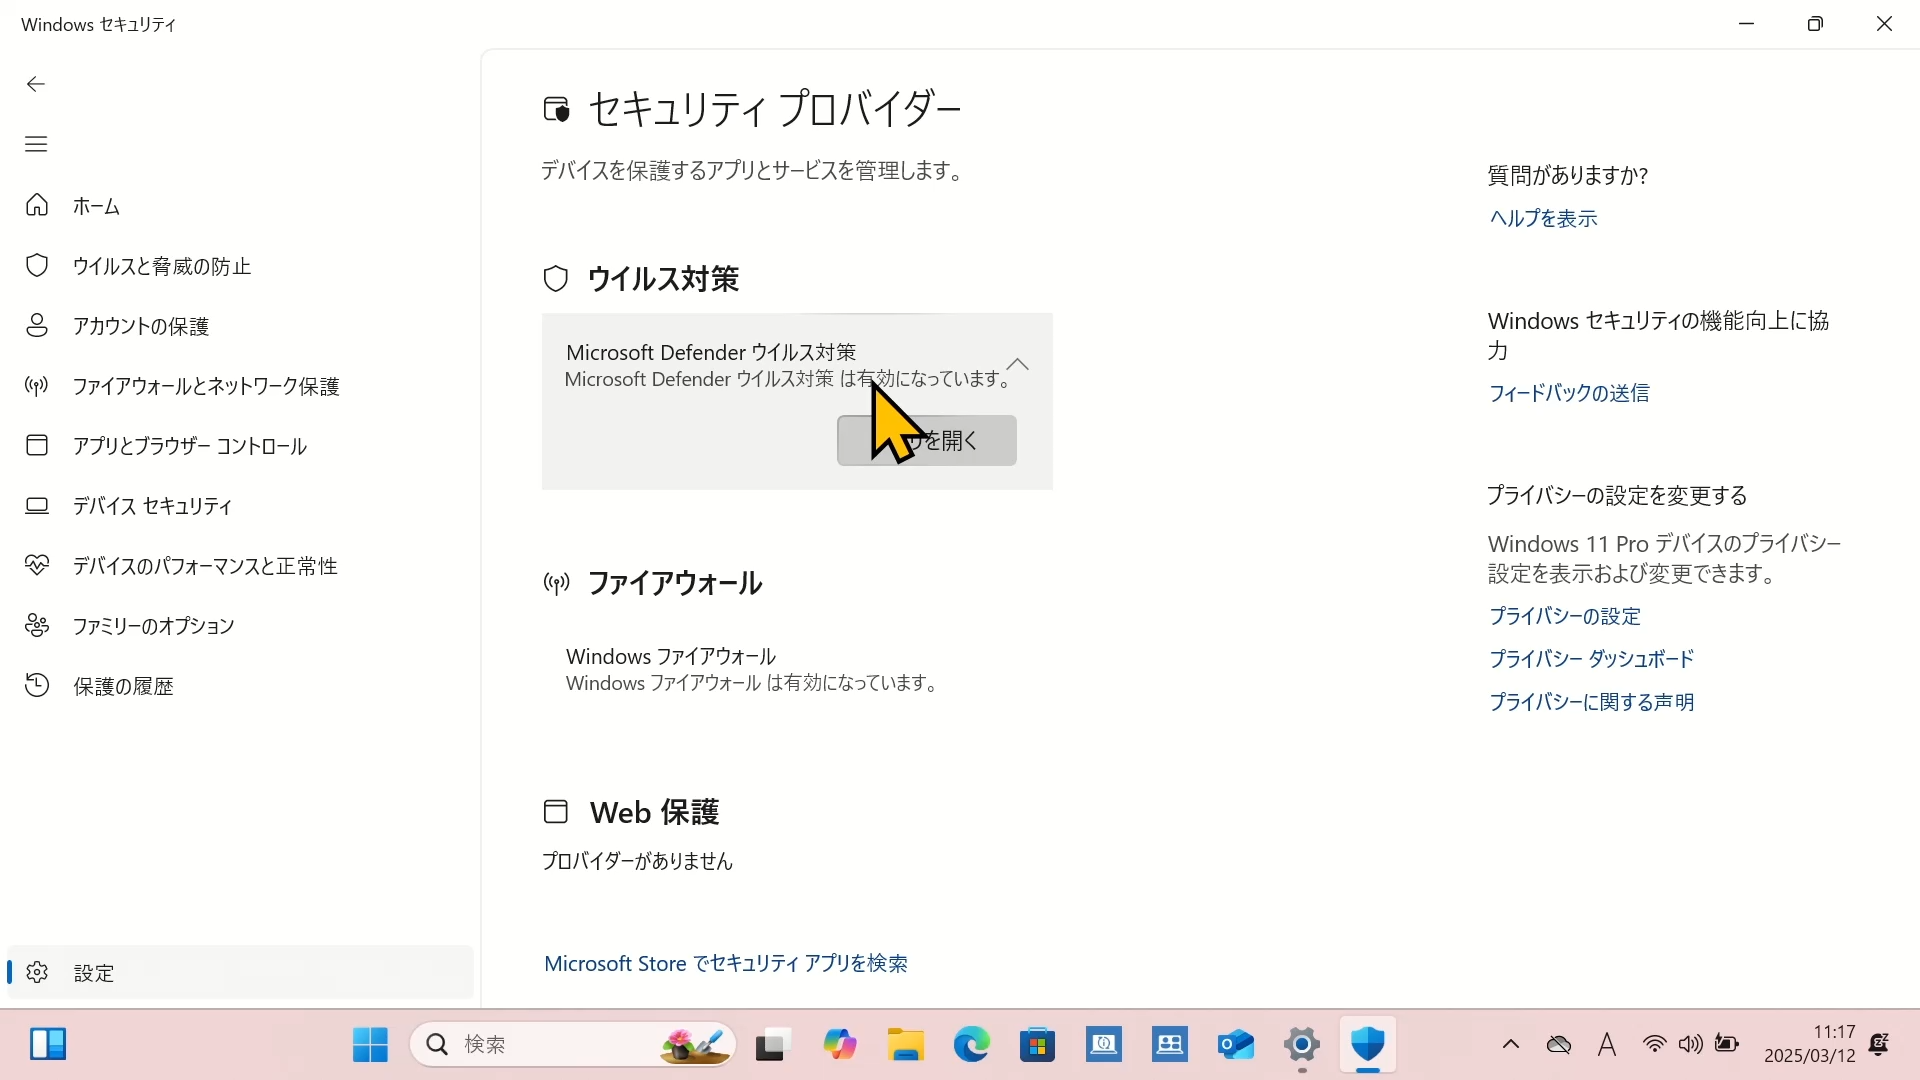 Windows セキュリティ
ホーム
ウイルスと脅威の防止
アカウントの保護
ファイアウォールとネットワーク保護
アプリとブラウザー コントロール
デバイス セキュリティ
デバイスのパフォーマンスと正常性
ファミリーのオプション
保護の履歴
設定
セキュリティ プロバイダー
デバイスを保護するアプリとサービスを管理します。
ウイルス対策
Microsoft Defender ウイルス対策
Microsoft Defender ウイルス対策 は有効になっています。
を開く
ファイアウォール
Windows ファイアウォール
Windows ファイアウォール は有効になっています。
Web 保護
プロバイダーがありません
Microsoft Store でセキュリティ アプリを検索
質問がありますか?
ヘルプを表示
Windows セキュリティの機能向上に協
力
フィードバックの送信
プライバシーの設定を変更する
Windows 11 Pro デバイスのプライバシー
設定を表示および変更できます。
プライバシーの設定
プライバシー ダッシュボード
プライバシーに関する声明
検索
A
11:17
2025/03/12